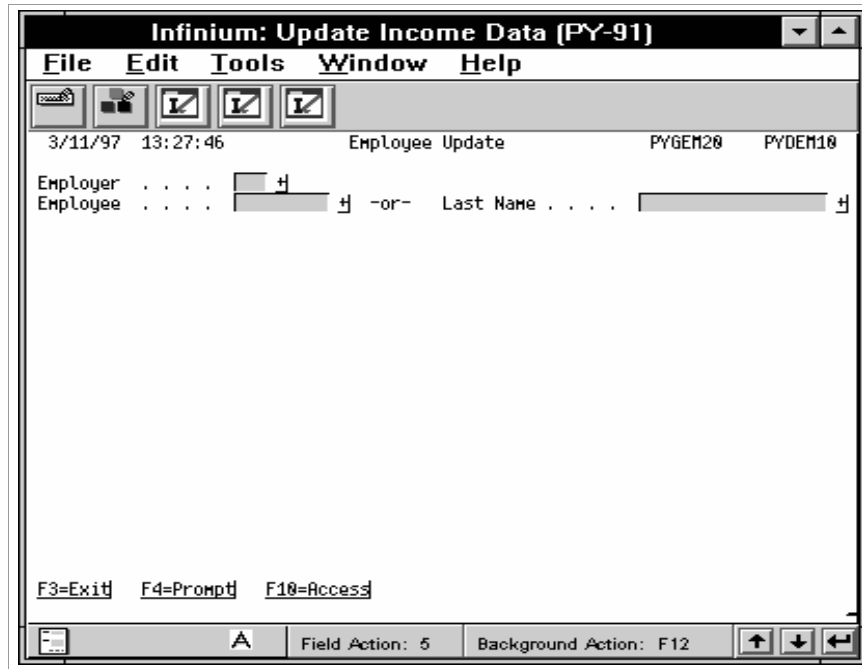 Infinium: Update Income Data (PY-91)
File Edit Tools Window Help
3/11/97 13:27:46 Employee Update PYGEM20 PYDEM10
Employer . . . .
Employee . . . . -or- Last Name . . . .
F3=Exit F4=Prompt F10=Access
A Field Action: 5 Background Action: F12